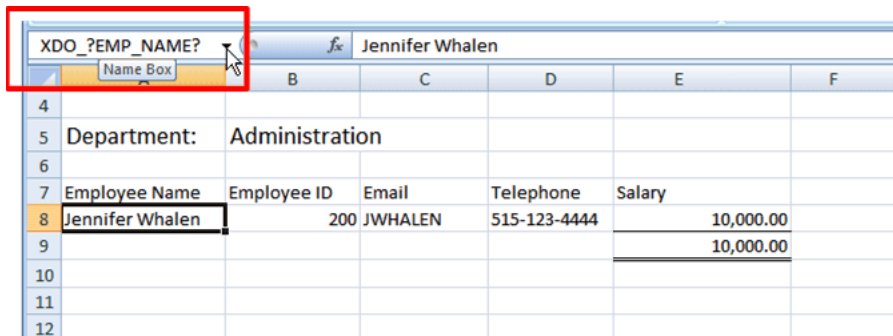 XDO_?EMP_NAME? fx Jennifer Whalen
Name Box
B C D E F
4
5 Department: Administration
6
7 Employee Name Employee ID Email Telephone Salary
8 Jennifer Whalen 200 JWHALEN 515-123-4444 10,000.00
9 10,000.00
10
11
12